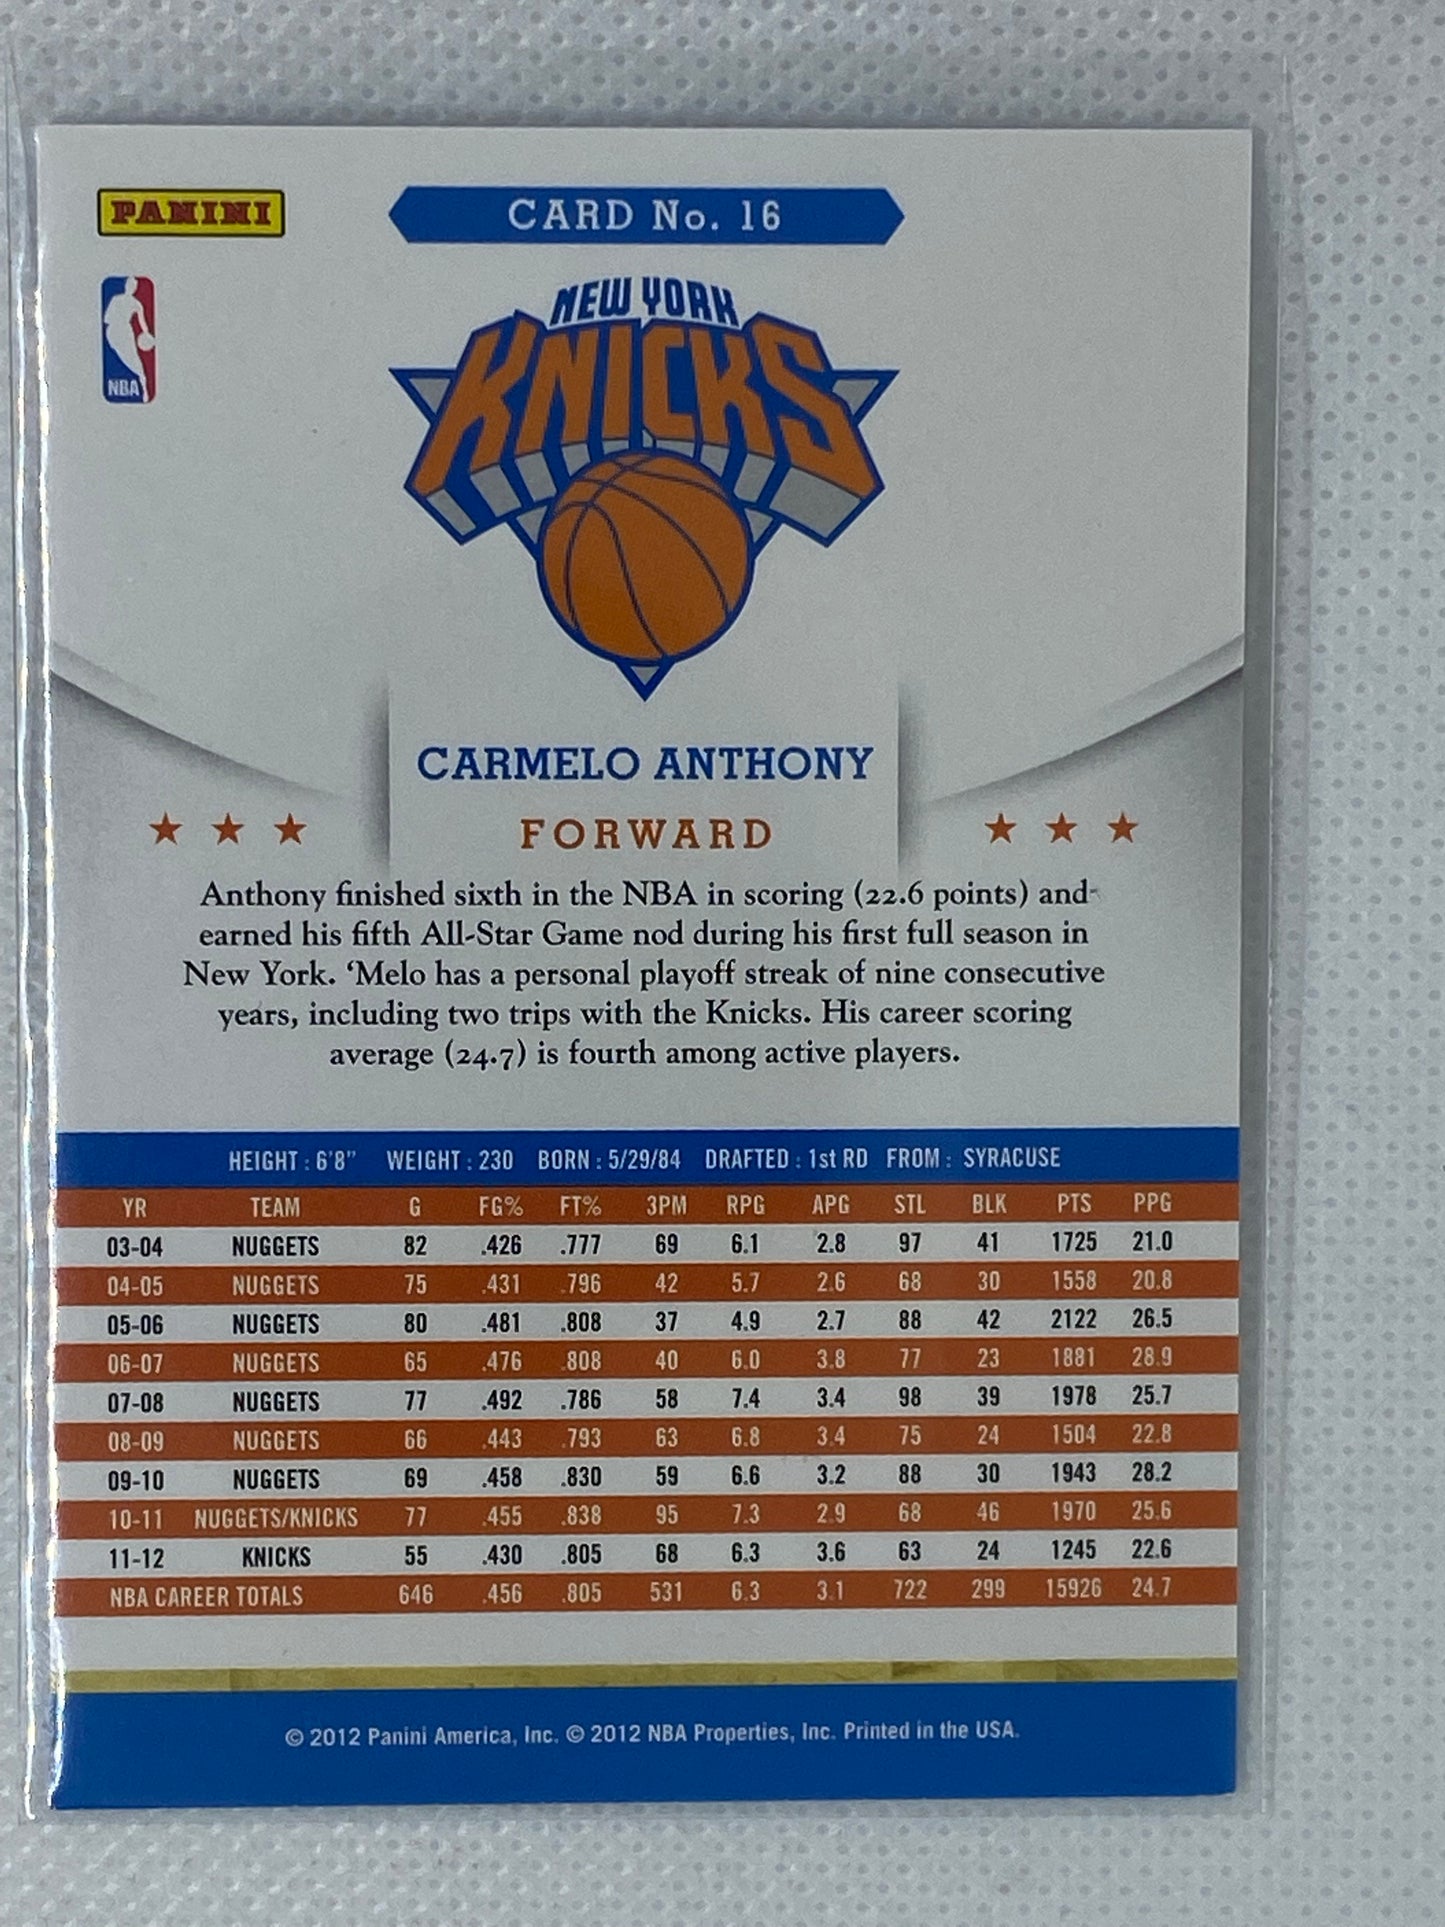 PANINI
CARD No. 16
NBA
NEW YORK
KNICKS
CARMELO ANTHONY
FORWARD
Anthony finished sixth in the NBA in scoring (22.6 points) and
earned his fifth All-Star Game nod during his first full season in
New York. ‘Melo has a personal playoff streak of nine consecutive
years, including two trips with the Knicks. His career scoring
average (24.7) is fourth among active players.
HEIGHT : 6'8" WEIGHT : 230 BORN : 5/29/84 DRAFTED : 1st RD FROM : SYRACUSE
YR TEAM G FG% FT% 3PM RPG APG STL BLK PTS PPG
03-04 NUGGETS 82 .426 .777 69 6.1 2.8 97 41 1725 21.0
04-05 NUGGETS 75 .431 .796 42 5.7 2.6 68 30 1558 20.8
05-06 NUGGETS 80 .481 .808 37 4.9 2.7 88 42 2122 26.5
06-07 NUGGETS 65 .476 .808 40 6.0 3.8 77 23 1881 28.9
07-08 NUGGETS 77 .492 .786 58 7.4 3.4 98 39 1978 25.7
08-09 NUGGETS 66 .443 .793 63 6.8 3.4 75 24 1504 22.8
09-10 NUGGETS 69 .458 .830 59 6.6 3.2 88 30 1943 28.2
10-11 NUGGETS/KNICKS 77 .455 .838 95 7.3 2.9 68 46 1970 25.6
11-12 KNICKS 55 .430 .805 68 6.3 3.6 63 24 1245 22.6
NBA CAREER TOTALS 646 .456 .805 531 6.3 3.1 722 299 15926 24.7
© 2012 Panini America, Inc. © 2012 NBA Properties, Inc. Printed in the USA.